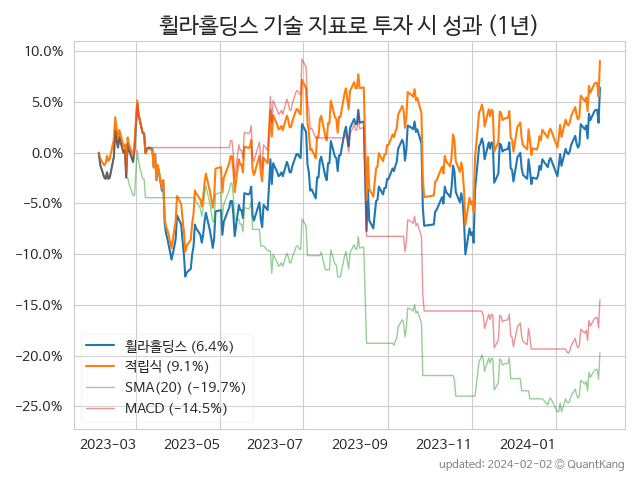 휠라홀딩스 기술 지표로 투자 시 성과 (1년)
10.0%
5.0%
0.0%
−5.0%
−10.0%
−15.0%
−20.0%
−25.0%
휠라홀딩스 (6.4%)
적립식 (9.1%)
SMA(20) (−19.7%)
MACD (−14.5%)
2023-03 2023-05 2023-07 2023-09 2023-11 2024-01
updated: 2024-02-02 © QuantKang